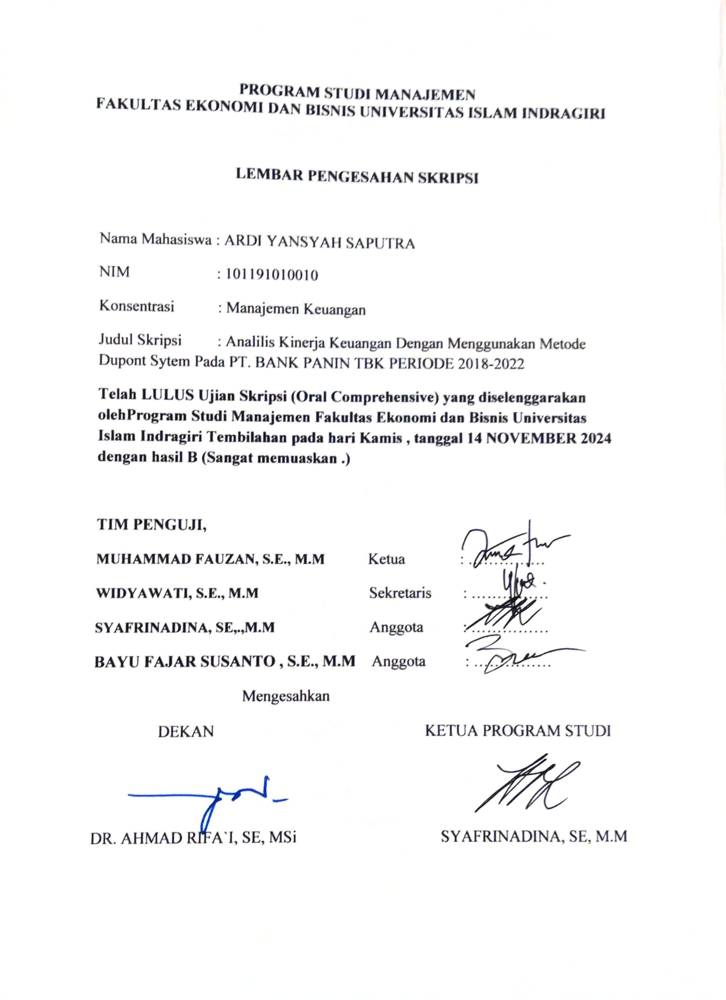 PROGRAM STUDI MANAJEMEN
FAKULTAS EKONOMI DAN BISNIS UNIVERSITAS ISLAM INDRAGIRI
LEMBAR PENGESAHAN SKRIPSI
Nama Mahasiswa : ARDI YANSYAH SAPUTRA
NIM : 101191010010
Konsentrasi : Manajemen Keuangan
Judul Skripsi : Analilis Kinerja Keuangan Dengan Menggunakan Metode
Dupont Sytem Pada PT. BANK PANIN TBK PERIODE 2018-2022
Telah LULUS Ujian Skripsi (Oral Comprehensive) yang diselenggarakan
olehProgram Studi Manajemen Fakultas Ekonomi dan Bisnis Universitas
Islam Indragiri Tembilahan pada hari Kamis , tanggal 14 NOVEMBER 2024
dengan hasil B (Sangat memuaskan .)
TIM PENGUJI,
MUHAMMAD FAUZAN, S.E., M.M Ketua : ................
WIDYAWATI, S.E., M.M Sekretaris : ................
SYAFRINADINA, SE,.,M.M Anggota : ................
BAYU FAJAR SUSANTO , S.E., M.M Anggota : ................
Mengesahkan
DEKAN KETUA PROGRAM STUDI
DR. AHMAD RIFA`I, SE, MSi SYAFRINADINA, SE, M.M